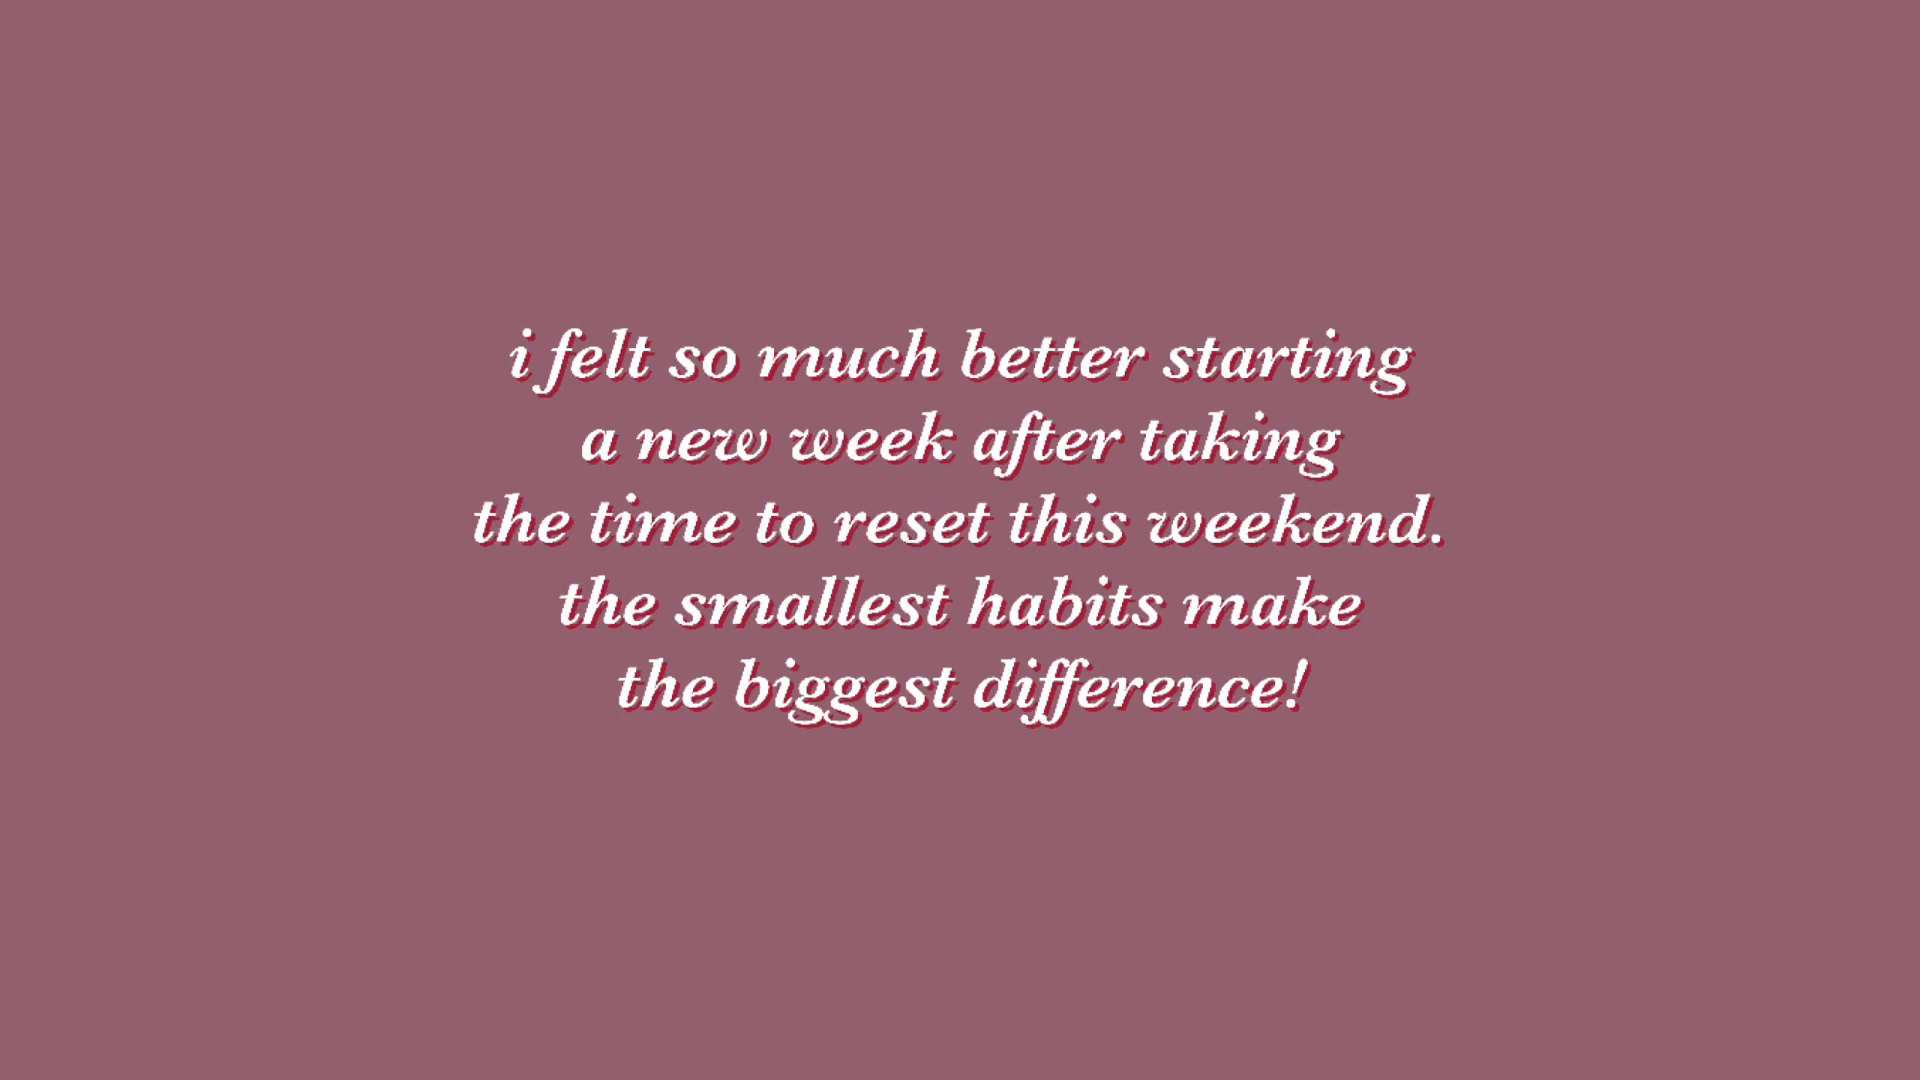 i felt so much better starting
a new week after taking
the time to reset this weekend.
the smallest habits make
the biggest difference!